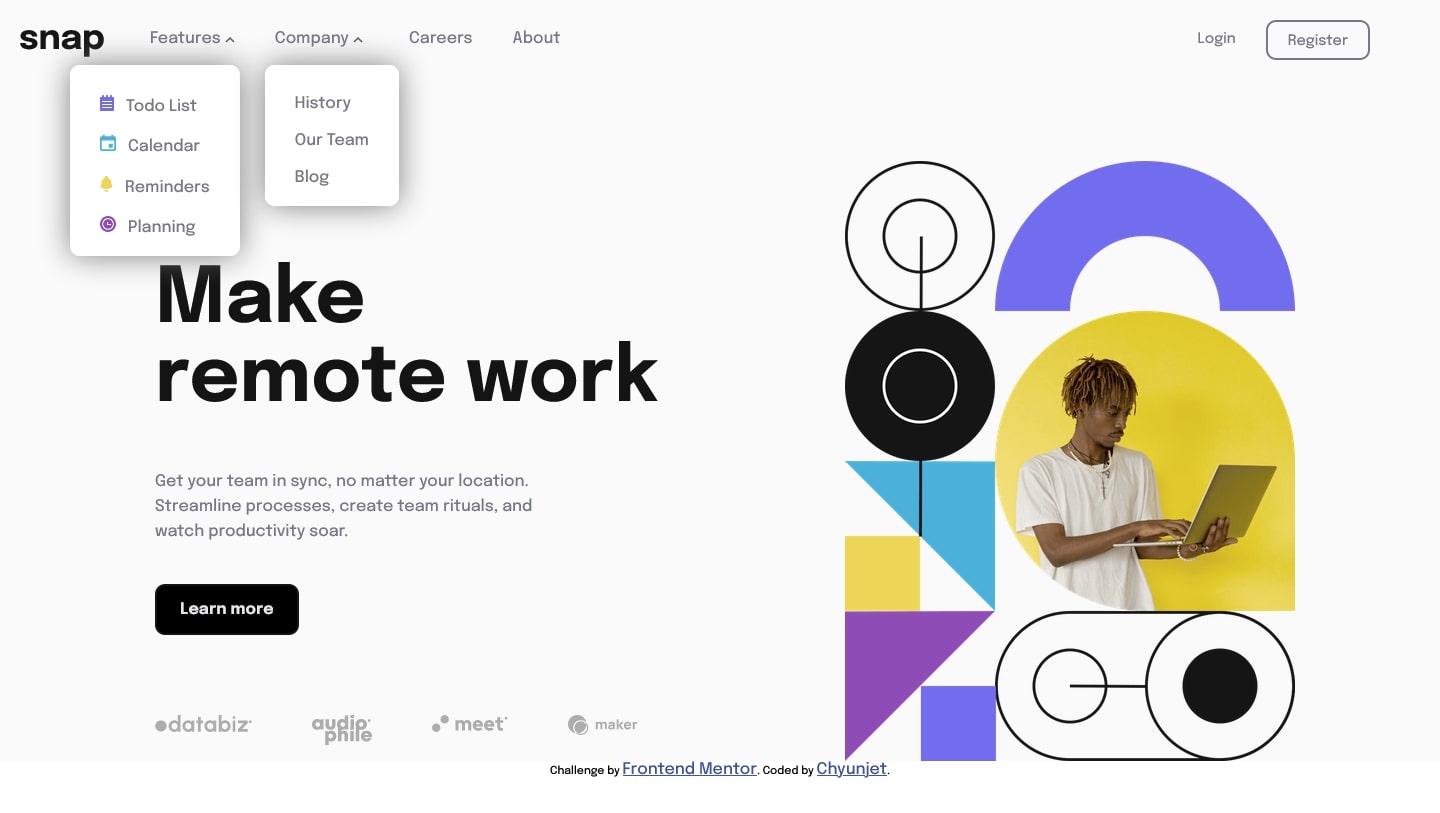 snap
Features
Company
Careers
About
Login
Register
Todo List
Calendar
Reminders
Planning
History
Our Team
Blog
Make
remote work
Get your team in sync, no matter your location.
Streamline processes, create team rituals, and
watch productivity soar.
Learn more
databiz
audio
phile
meet
maker
Challenge by Frontend Mentor. Coded by Chyunjet.